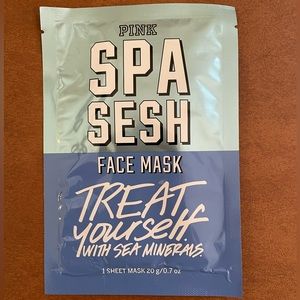 PINK
SPA
SESH
FACE MASK
TREAT
yourself
WITH SEA MINERALS.
1 SHEET MASK 20 g/0.7 oz